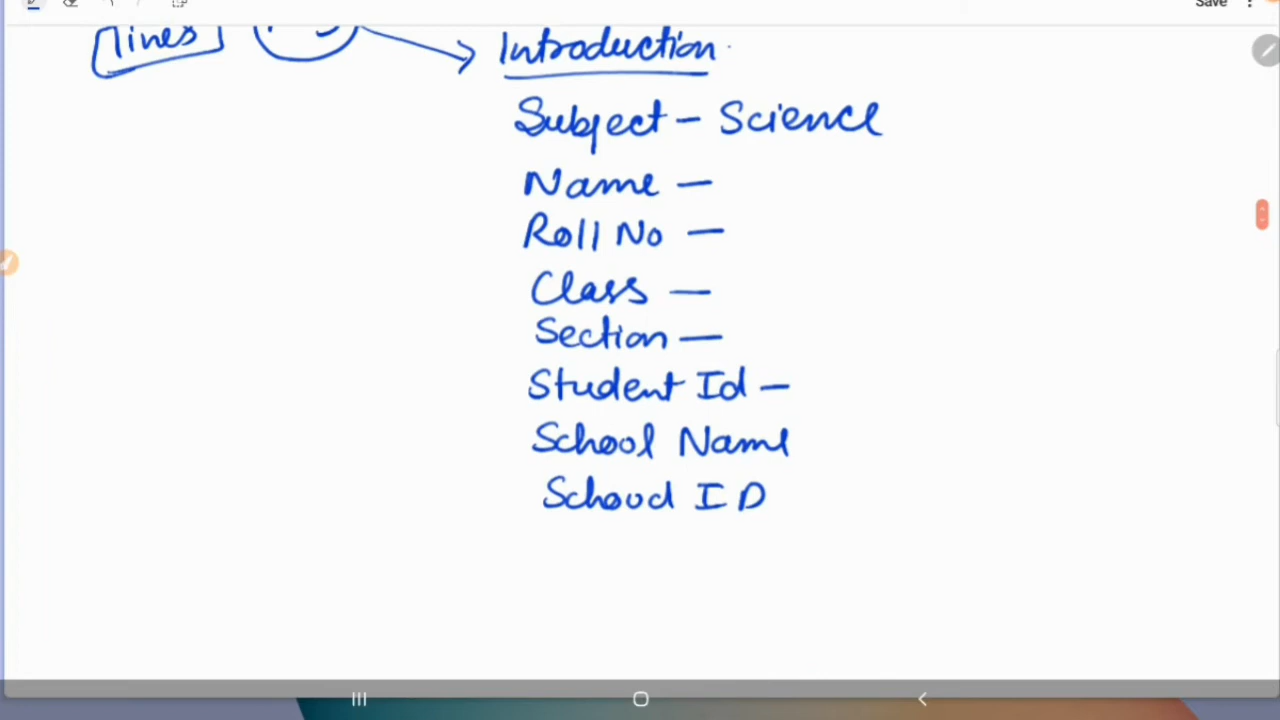 Save
lines
Introduction
Subject - Science
Name -
Roll No -
Class -
Section -
Student Id -
School Name
School ID